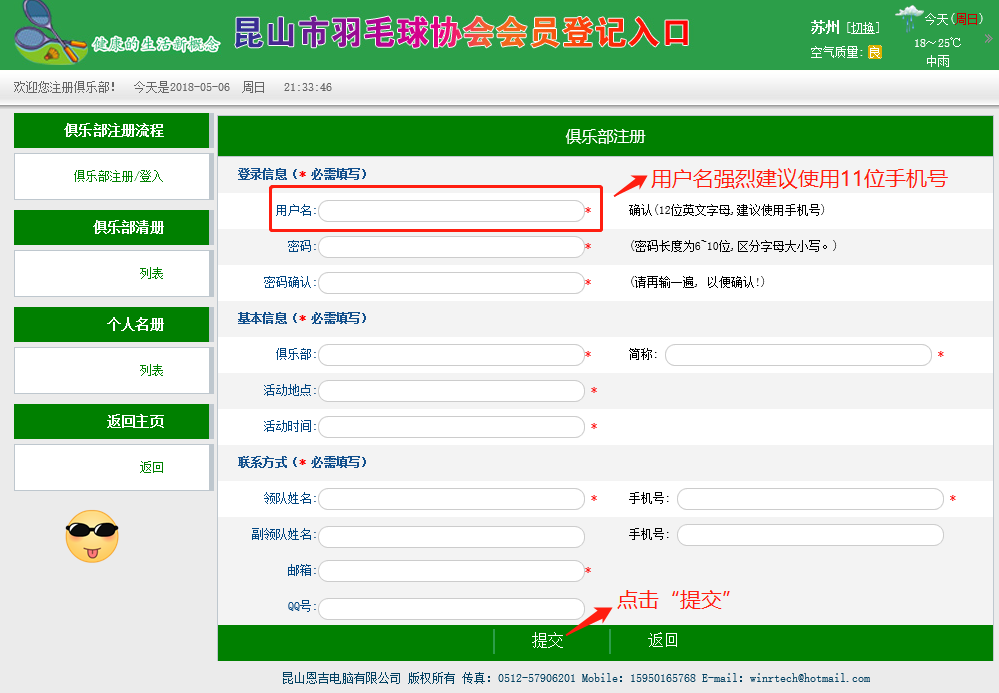 健康的生活新概念 昆山市羽毛球协会会员登记入口
苏州 [切换]
空气质量: 良
今天(周日)
18~25℃
中雨
欢迎您注册俱乐部! 今天是2018-05-06 周日 21:33:46
俱乐部注册流程
俱乐部注册/登入
俱乐部清册
列表
个人名册
列表
返回主页
返回
俱乐部注册
登录信息(* 必需填写)
用户名强烈建议使用11位手机号
用户名: * 确认(12位英文字母,建议使用手机号)
密码: * (密码长度为6~10位,区分字母大小写。)
密码确认: * (请再输一遍, 以便确认!)
基本信息(* 必需填写)
俱乐部: * 简称: *
活动地点: *
活动时间: *
联系方式(* 必需填写)
领队姓名: * 手机号: *
副领队姓名: 手机号:
邮箱: *
QQ号:
点击“提交”
提交 返回
昆山恩吉电脑有限公司 版权所有 传真: 0512-57906201 Mobile: 15950165768 E-mail: winrtech@hotmail.com